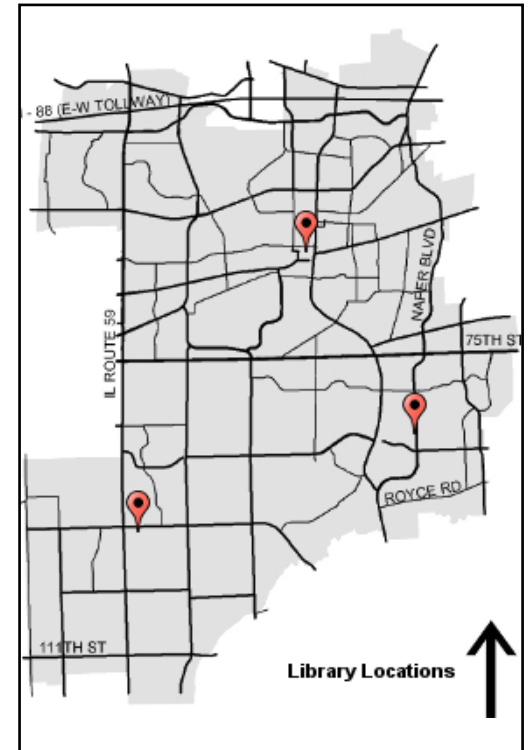 I - 88 (E-W TOLLWAY)
NAPER BLVD
IL ROUTE 59
75TH ST
ROYCE RD
111TH ST
Library Locations